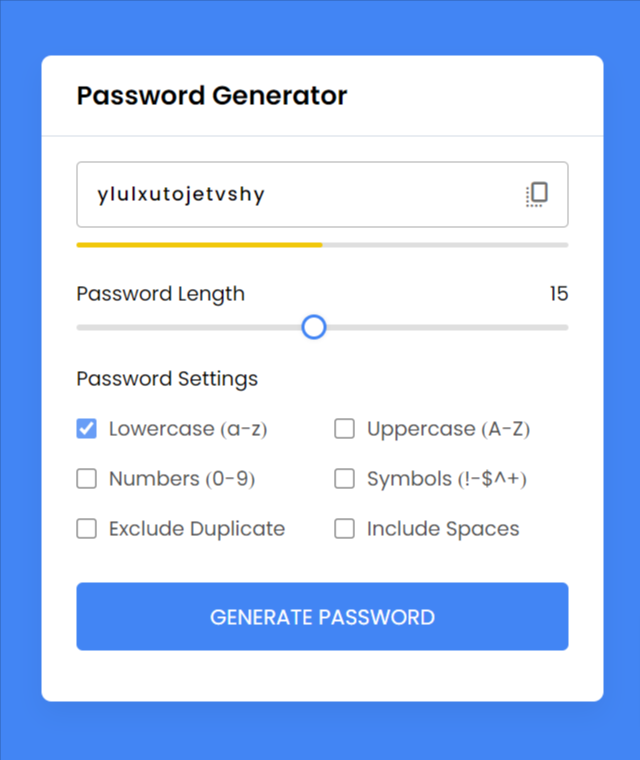 Password Generator
ylulxutojetvshy
Password Length 15
Password Settings
Lowercase (a-z) Uppercase (A-Z)
Numbers (0-9) Symbols (!-$^+)
Exclude Duplicate Include Spaces
GENERATE PASSWORD